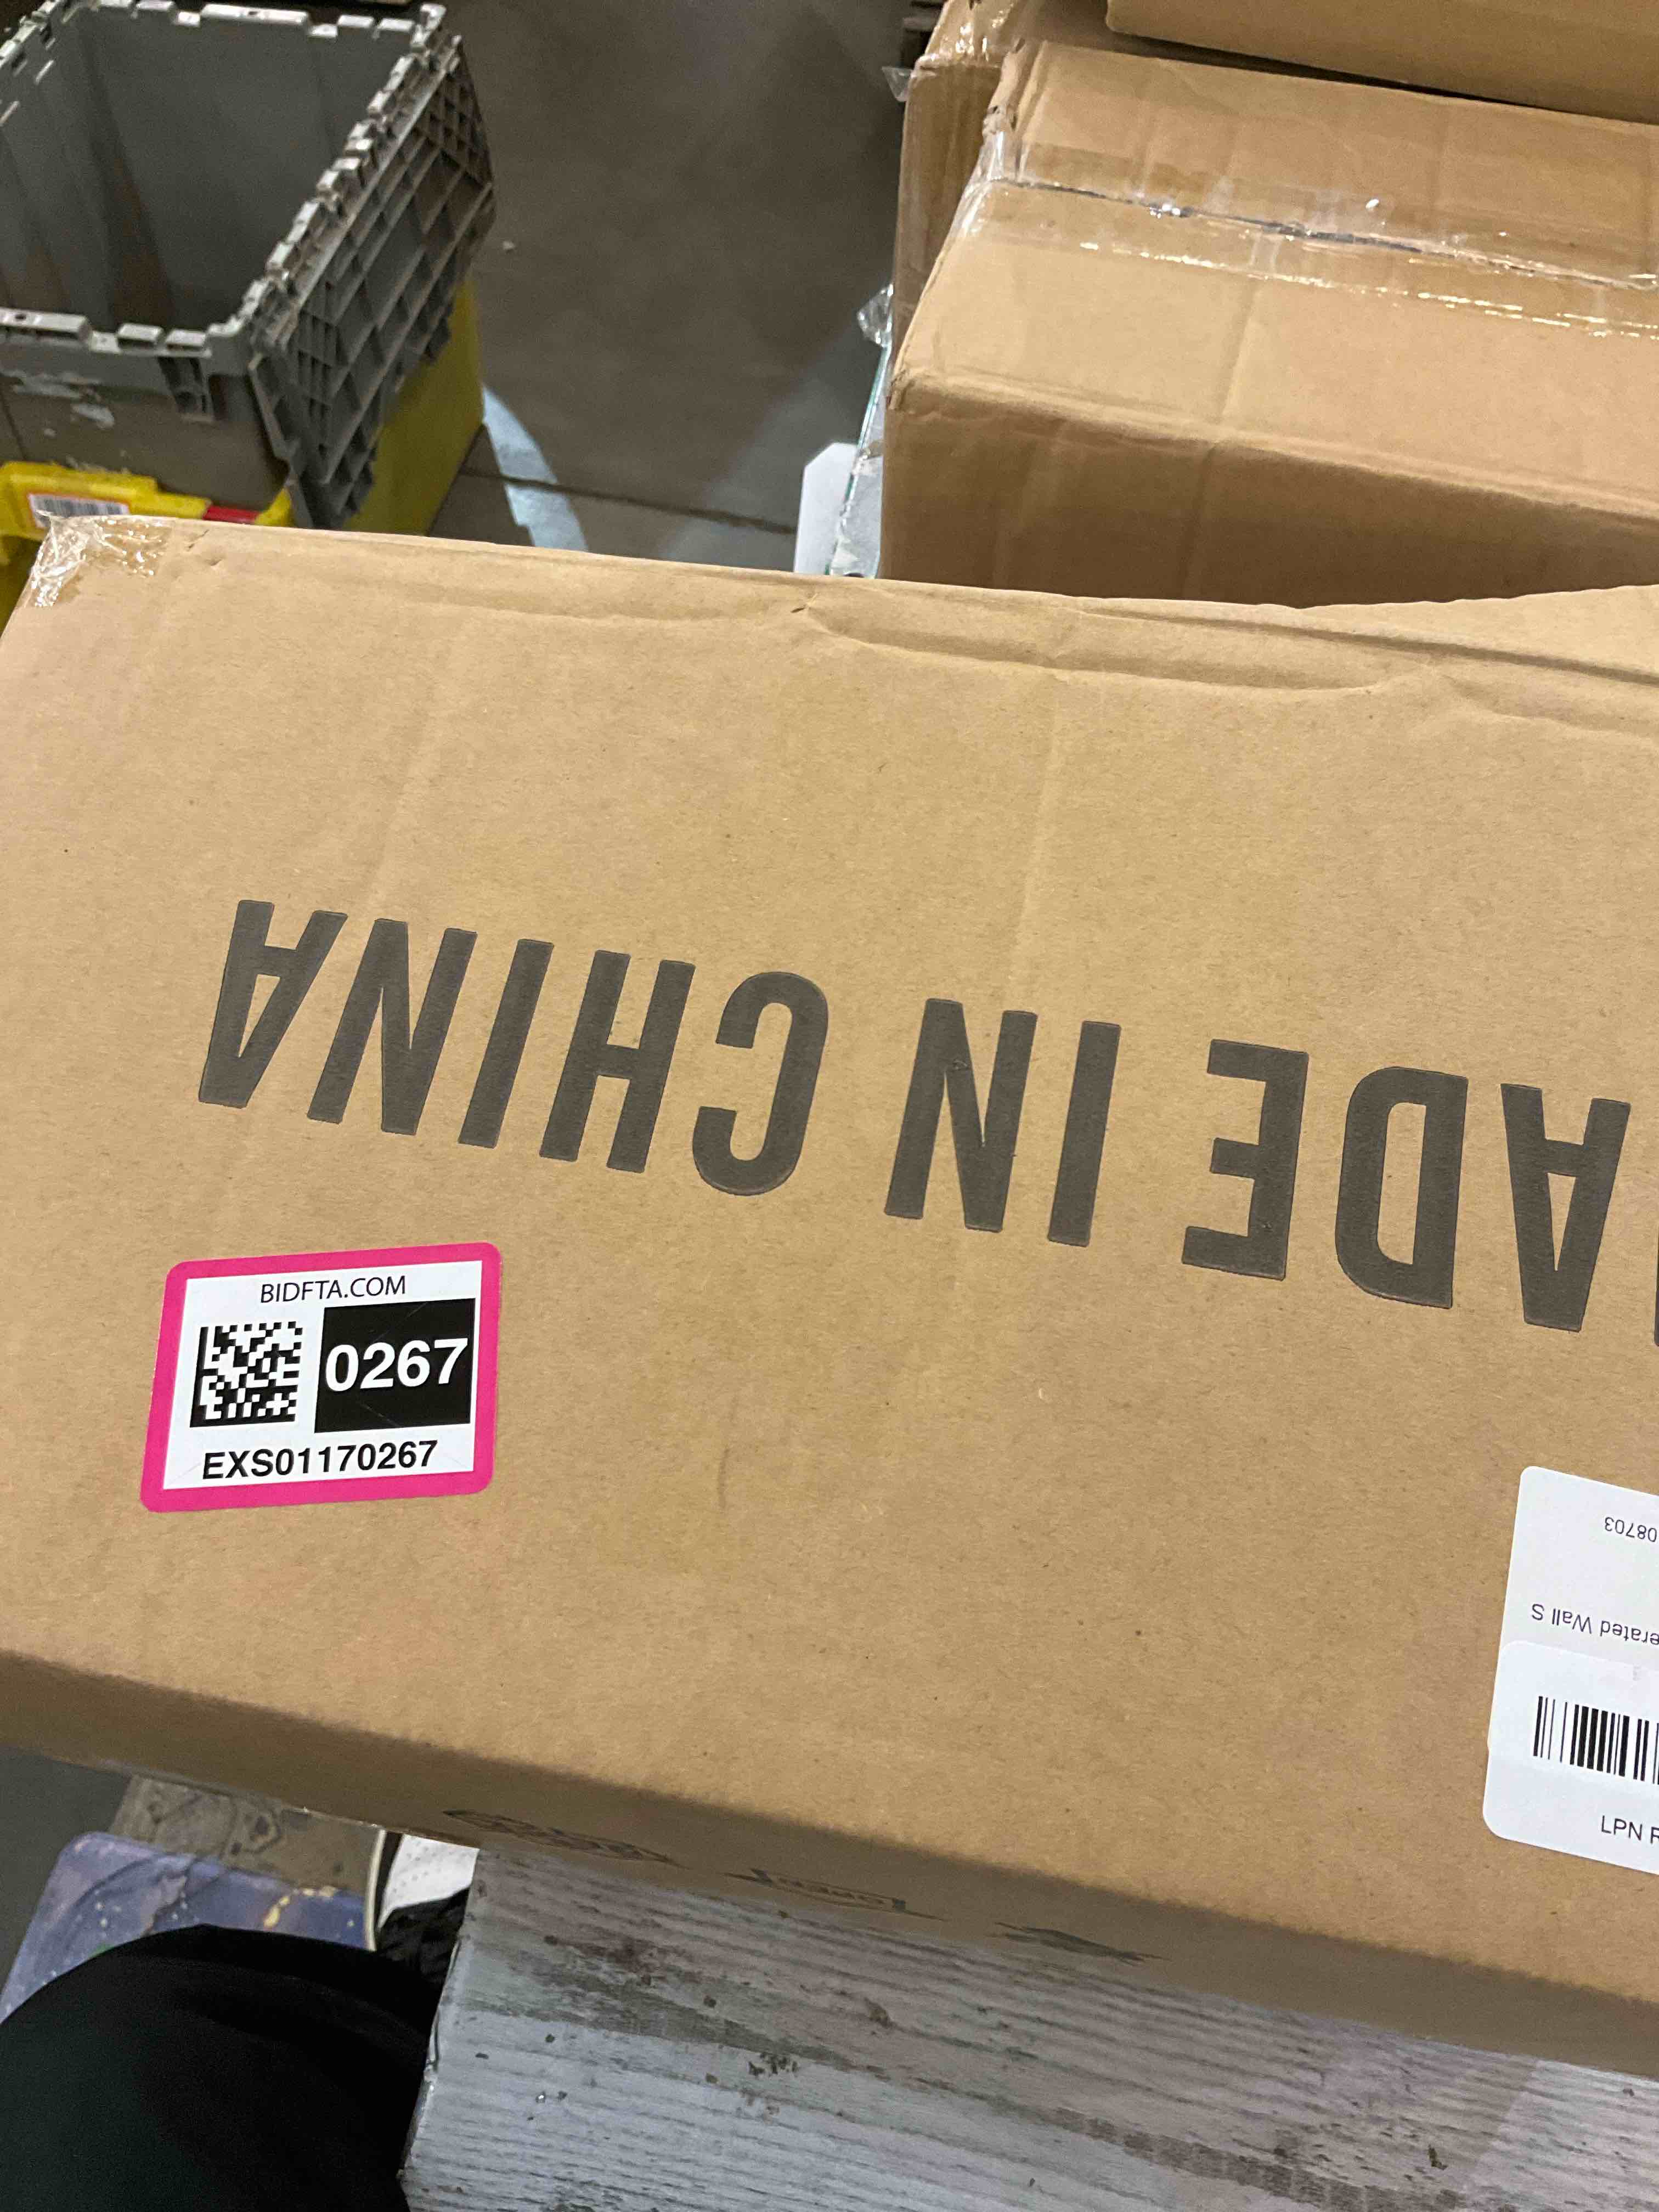 ADE IN CHINA
BIDFTA.COM
0267
EXS01170267
08703
erated Wall S
LPN R